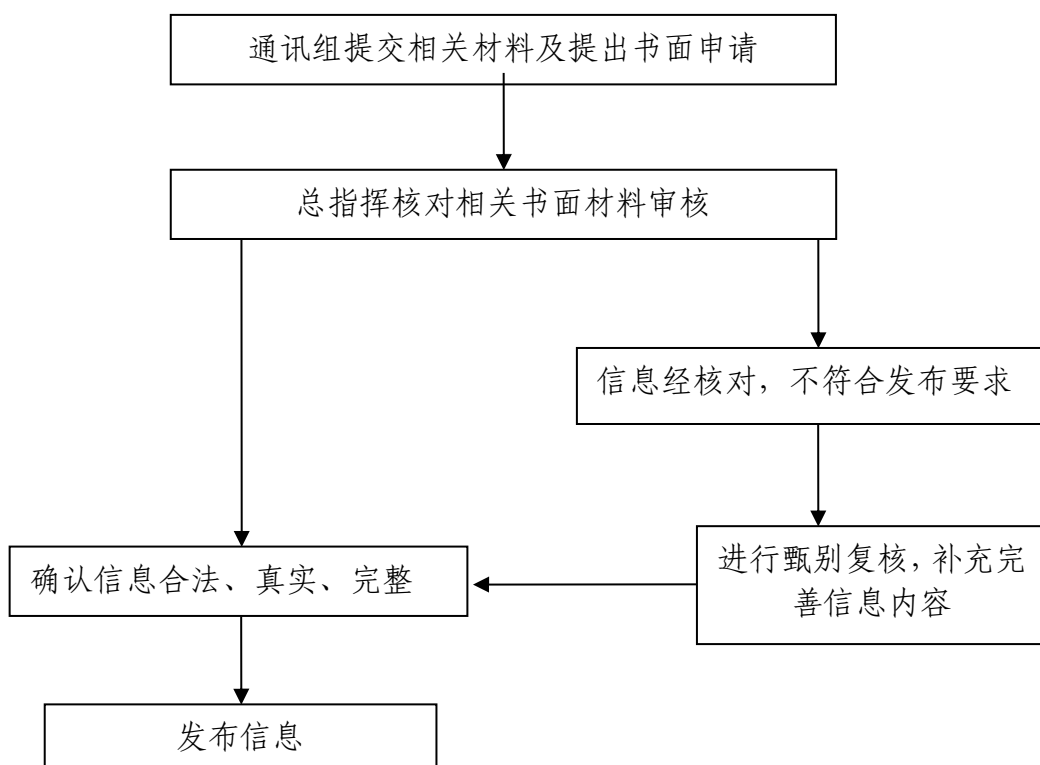 通讯组提交相关材料及提出书面申请
总指挥核对相关书面材料审核
信息经核对，不符合发布要求
进行甄别复核，补充完
善信息内容
确认信息合法、真实、完整
发布信息